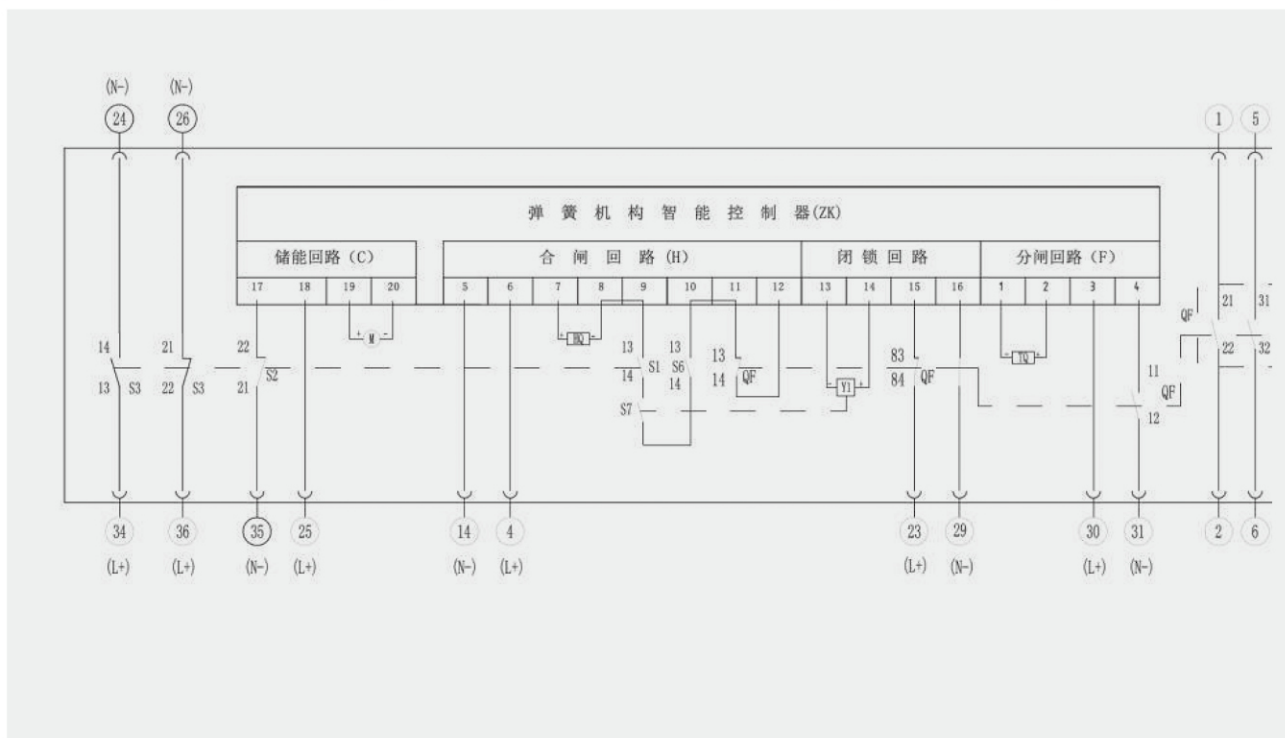 (N-) (N-)
24 26 1 5
弹簧机构智能控制器(ZK)
储能回路(C) 合闸回路(H) 闭锁回路 分闸回路(F)
17 18 19 20 5 6 7 8 9 10 11 12 13 14 15 16 1 2 3 4
21 31
QF
+ M - + HQ - + TQ +
14 21 22 13 13 13 83 22 32
S2 S1 S6 - Y1 + 11
13 S3 22 S3 21 14 14 14 QF 84 QF QF
S7 12
34 36 35 25 14 4 23 29 30 31 2 6
(L+) (L+) (N-) (L+) (N-) (L+) (L+) (N-) (L+) (N-)